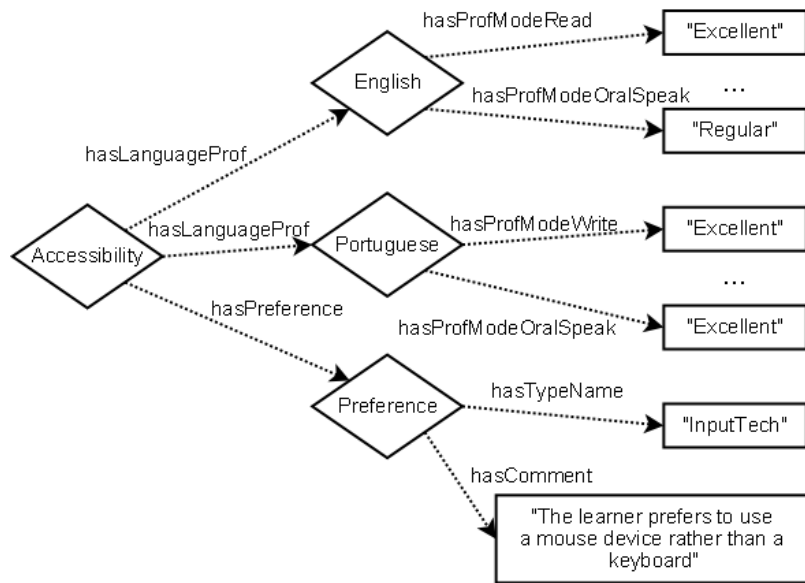 hasProfModeRead
"Excellent"
English
...
hasProfModeOralSpeak
"Regular"
hasLanguageProf
hasLanguageProf
hasProfModeWrite
"Excellent"
Accessibility
Portuguese
...
hasPreference
hasProfModeOralSpeak
"Excellent"
hasTypeName
Preference
"InputTech"
hasComment
"The learner prefers to use
a mouse device rather than a
keyboard"